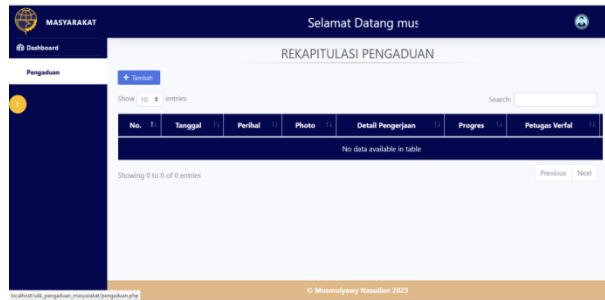 MASYARAKAT
Selamat Datang mus
Dashboard
Pengaduan
REKAPITULASI PENGADUAN
+ Tambah
Show 10 entries
Search:
No. Tanggal Perihal Photo Detail Pengerjaan Progres Petugas Verfal
No data available in table
Showing 0 to 0 of 0 entries
Previous Next
© Musmulyawy Nasution 2023
localhost/ukk_pengaduan_masyarakat/pengaduan.php